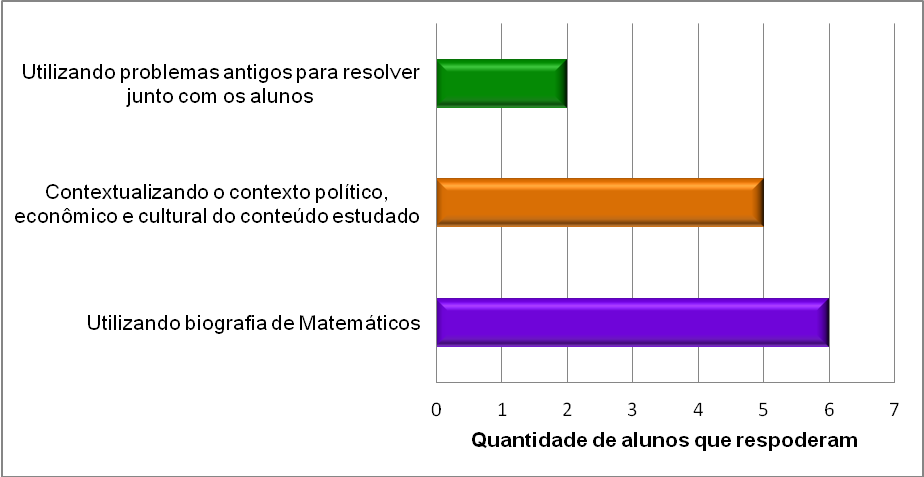 Utilizando problemas antigos para resolver
junto com os alunos
Contextualizando o contexto político,
econômico e cultural do conteúdo estudado
Utilizando biografia de Matemáticos
0 1 2 3 4 5 6 7
Quantidade de alunos que respoderam